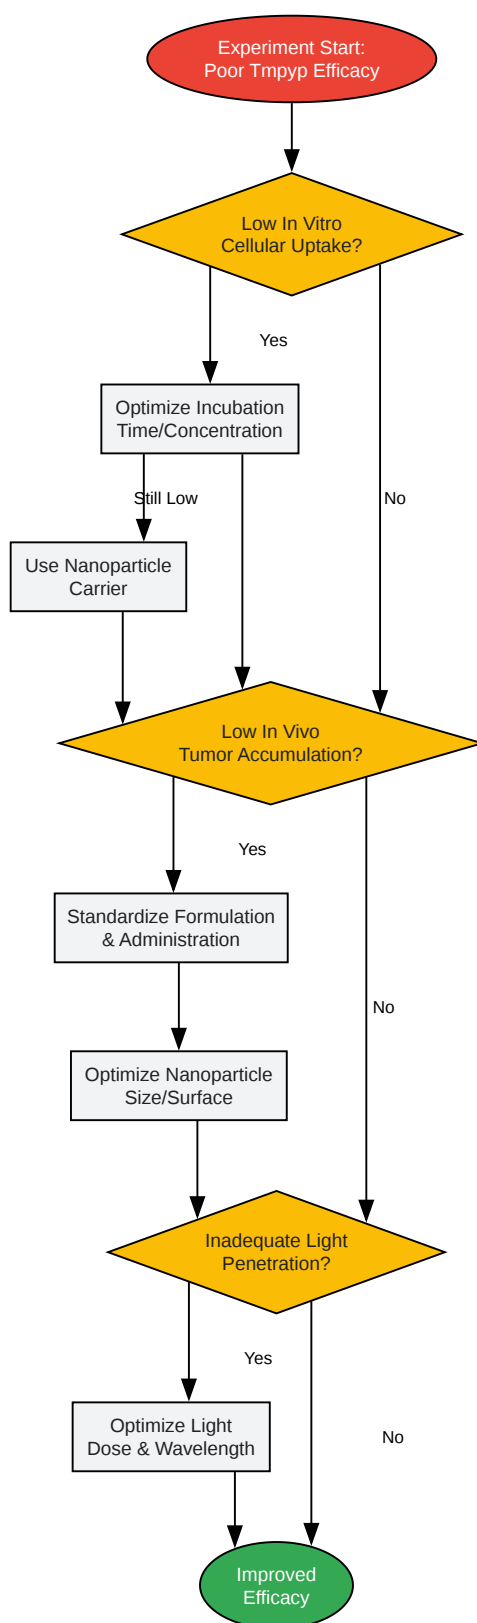 Experiment Start:
Poor Tmpyp Efficacy
Low In Vitro
Cellular Uptake?
Yes
Optimize Incubation
Time/Concentration
Still Low
No
Use Nanoparticle
Carrier
Low In Vivo
Tumor Accumulation?
Yes
Standardize Formulation
& Administration
No
Optimize Nanoparticle
Size/Surface
Inadequate Light
Penetration?
Yes
Optimize Light
Dose & Wavelength
No
Improved
Efficacy